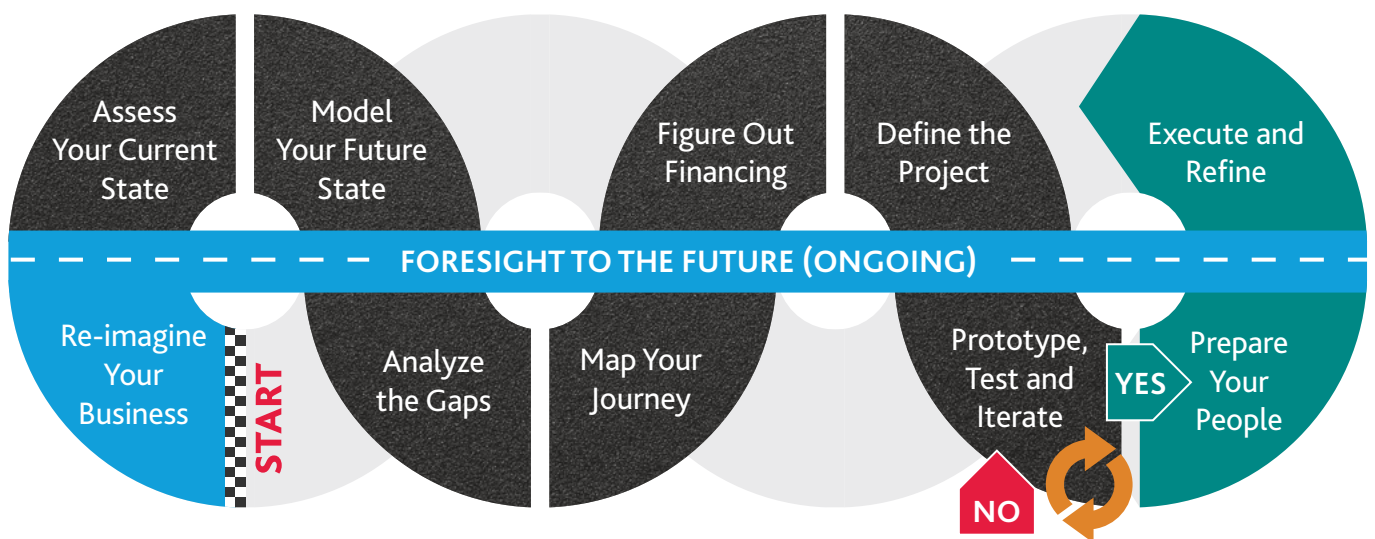 Assess
Your Current
State
Model
Your Future
State
Figure Out
Financing
Define the
Project
Execute and
Refine
FORESIGHT TO THE FUTURE (ONGOING)
Re-imagine
Your
Business
START
Analyze
the Gaps
Map Your
Journey
Prototype,
Test and
Iterate
NO
YES
Prepare
Your
People